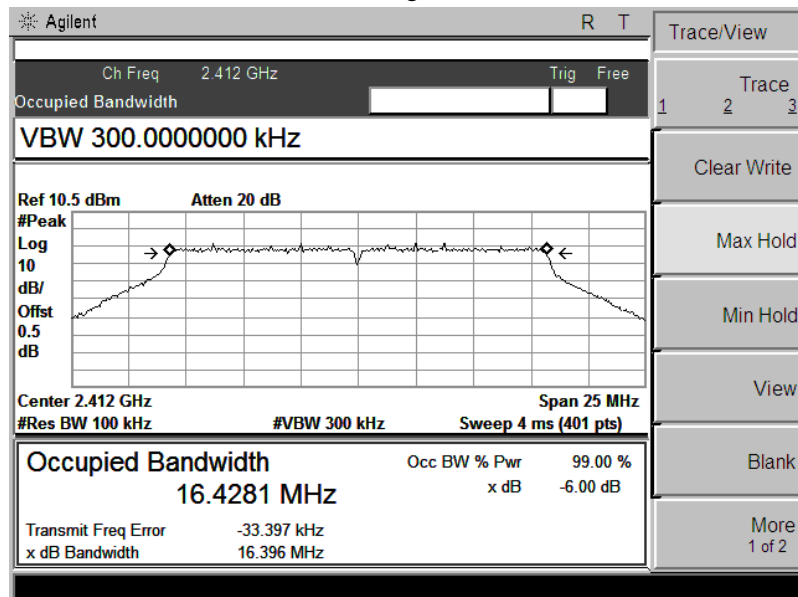 Agilent R T
Trace/View
Ch Freq 2.412 GHz Trig Free
Occupied Bandwidth
VBW 300.0000000 kHz
Ref 10.5 dBm Atten 20 dB
#Peak
Log
10
dB/
Offst
0.5
dB
Center 2.412 GHz Span 25 MHz
#Res BW 100 kHz #VBW 300 kHz Sweep 4 ms (401 pts)
Occupied Bandwidth Occ BW % Pwr 99.00 %
16.4281 MHz x dB -6.00 dB
Transmit Freq Error -33.397 kHz
x dB Bandwidth 16.396 MHz
Trace
1 2 3
Clear Write
Max Hold
Min Hold
View
Blank
More
1 of 2